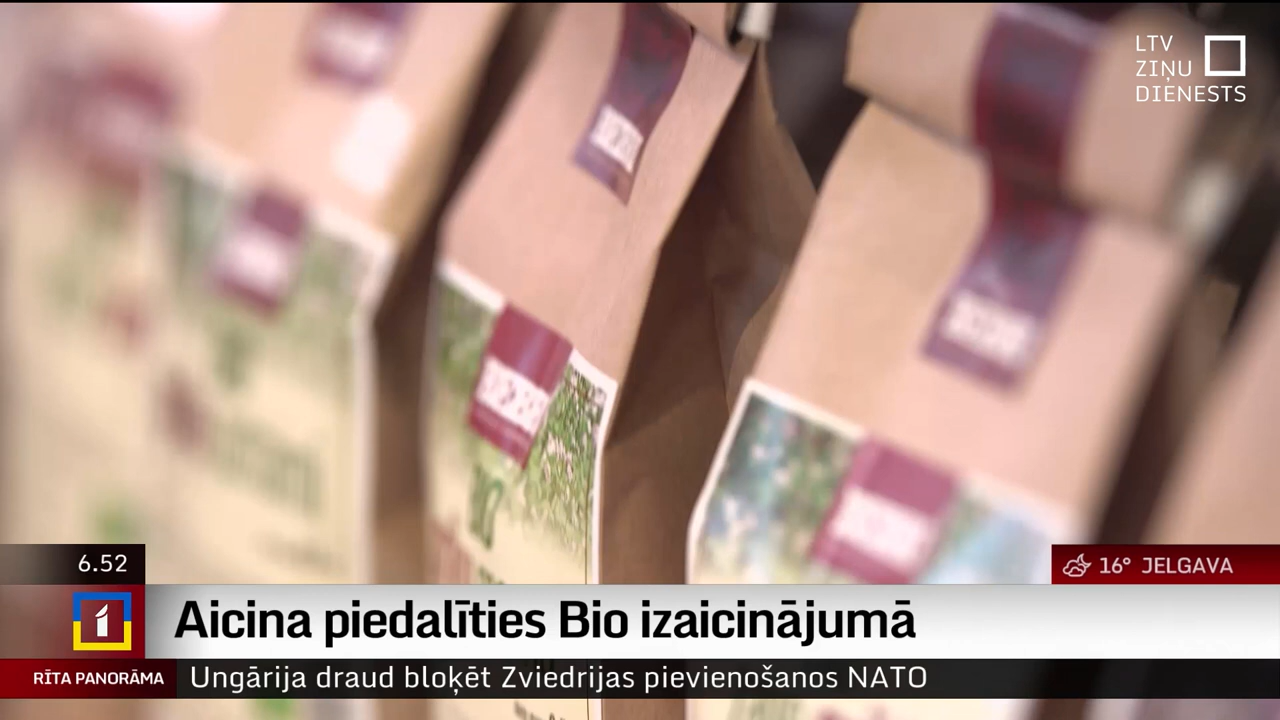 LTV
ZIŅU
DIENESTS
6.52
16° JELGAVA
1
Aicina piedalīties Bio izaicinājumā
RĪTA PANORĀMA
Ungārija draud bloķēt Zviedrijas pievienošanos NATO